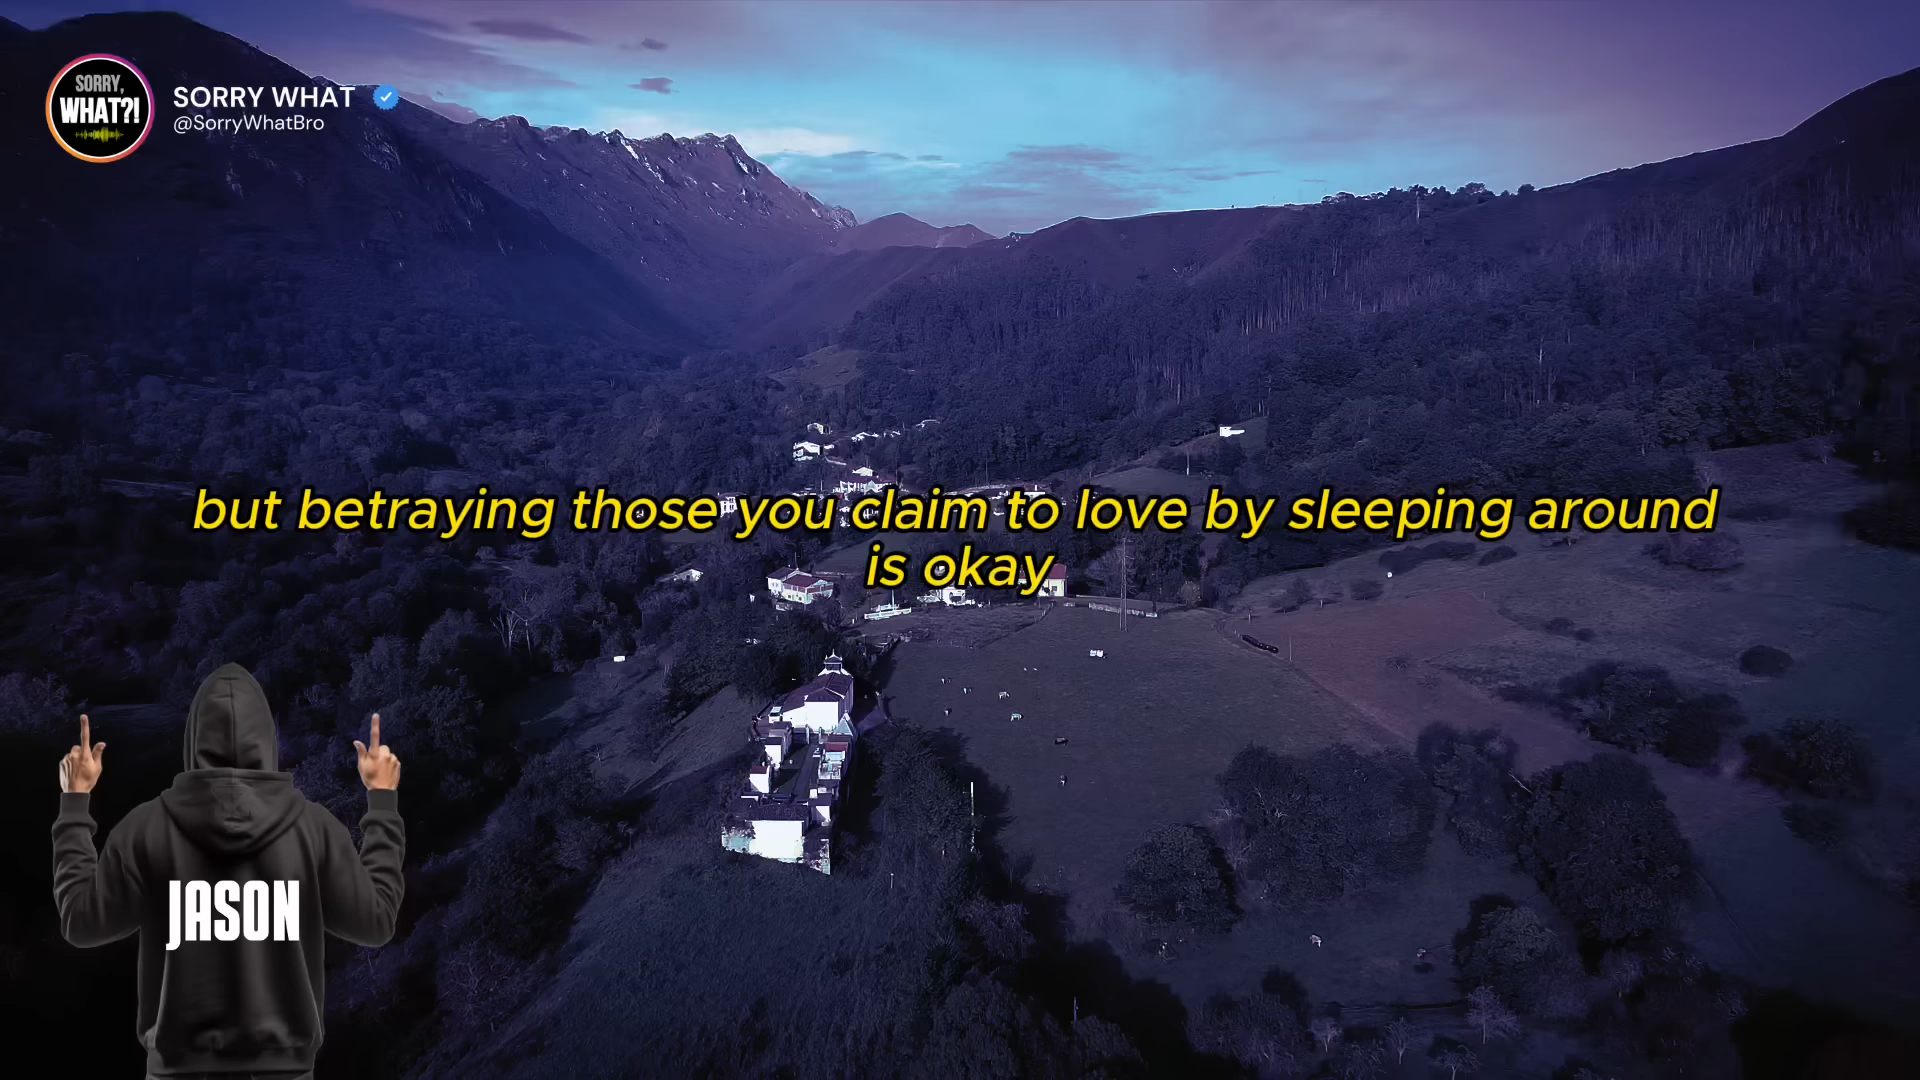 SORRY,
WHAT?!
SORRY WHAT
@SorryWhatBro
but betraying those you claim to love by sleeping around
is okay
JASON